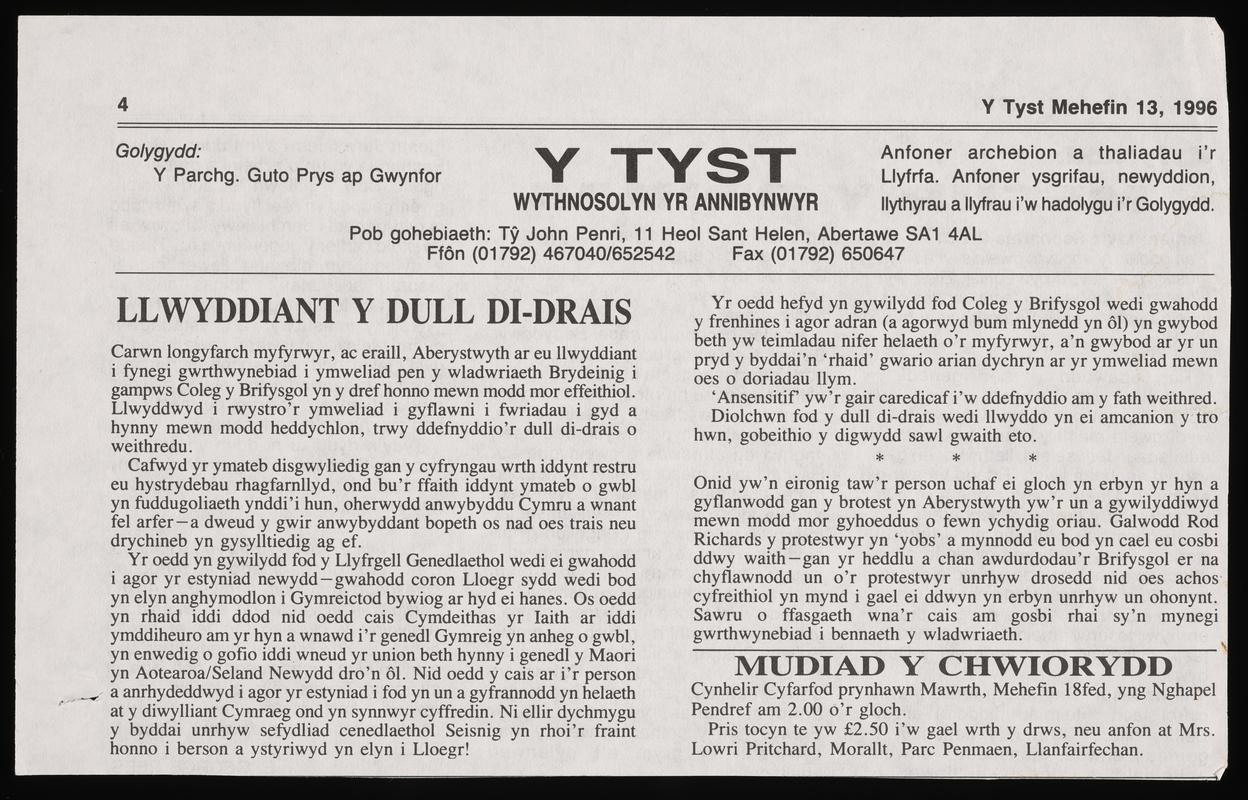 4
Y Tyst Mehefin 13, 1996
Golygydd:
Y Parchg. Guto Prys ap Gwynfor
Y TYST
WYTHNOSOLYN YR ANNIBYNWYR
Anfoner archebion a thaliadau i'r
Llyfrfa. Anfoner ysgrifau, newyddion,
llythyrau a llyfrau i'w hadolygu i'r Golygydd.
Pob gohebiaeth: Tŷ John Penri, 11 Heol Sant Helen, Abertawe SA1 4AL
Ffôn (01792) 467040/652542 Fax (01792) 650647
LLWYDDIANT Y DULL DI-DRAIS
Carwn longyfarch myfyrwyr, ac eraill, Aberystwyth ar eu llwyddiant
i fynegi gwrthwynebiad i ymweliad pen y wladwriaeth Brydeinig i
gampws Coleg y Brifysgol yn y dref honno mewn modd mor effeithiol.
Llwyddwyd i rwystro'r ymweliad i gyflawni i fwriadau i gyd a
hynny mewn modd heddychlon, trwy ddefnyddio'r dull di-drais o
weithredu.
Cafwyd yr ymateb disgwyliedig gan y cyfryngau wrth iddynt restru
eu hystrydebau rhagfarnllyd, ond bu'r ffaith iddynt ymateb o gwbl
yn fuddugoliaeth ynddi'i hun, oherwydd anwybyddu Cymru a wnant
fel arfer—a dweud y gwir anwybyddant bopeth os nad oes trais neu
drychineb yn gysylltiedig ag ef.
Yr oedd yn gywilydd fod y Llyfrgell Genedlaethol wedi ei gwahodd
i agor yr estyniad newydd—gwahodd coron Lloegr sydd wedi bod
yn elyn anghymodlon i Gymreictod bywiog ar hyd ei hanes. Os oedd
yn rhaid iddi ddod nid oedd cais Cymdeithas yr Iaith ar iddi
ymddiheuro am yr hyn a wnawd i'r genedl Gymreig yn anheg o gwbl,
yn enwedig o gofio iddi wneud yr union beth hynny i genedl y Maori
yn Aotearoa/Seland Newydd dro'n ôl. Nid oedd y cais ar i'r person
a anrhydeddwyd i agor yr estyniad i fod yn un a gyfrannodd yn helaeth
at y diwylliant Cymraeg ond yn synnwyr cyffredin. Ni ellir dychmygu
y byddai unrhyw sefydliad cenedlaethol Seisnig yn rhoi'r fraint
honno i berson a ystyriwyd yn elyn i Lloegr!
Yr oedd hefyd yn gywilydd fod Coleg y Brifysgol wedi gwahodd
y frenhines i agor adran (a agorwyd bum mlynedd yn ôl) yn gwybod
beth yw teimladau nifer helaeth o'r myfyrwyr, a'n gwybod ar yr un
pryd y byddai'n 'rhaid' gwario arian dychryn ar yr ymweliad mewn
oes o doriadau llym.
'Ansensitif' yw'r gair caredicaf i'w ddefnyddio am y fath weithred.
Diolchwn fod y dull di-drais wedi llwyddo yn ei amcanion y tro
hwn, gobeithio y digwydd sawl gwaith eto.
* * *
Onid yw'n eironig taw'r person uchaf ei gloch yn erbyn yr hyn a
gyflanwodd gan y brotest yn Aberystwyth yw'r un a gywilyddiwyd
mewn modd mor gyhoeddus o fewn ychydig oriau. Galwodd Rod
Richards y protestwyr yn 'yobs' a mynnodd eu bod yn cael eu cosbi
ddwy waith—gan yr heddlu a chan awdurdodau'r Brifysgol er na
chyflawnodd un o'r protestwyr unrhyw drosedd nid oes achos
cyfreithiol yn mynd i gael ei ddwyn yn erbyn unrhyw un ohonynt.
Sawru o ffasgaeth wna'r cais am gosbi rhai sy'n mynegi
gwrthwynebiad i bennaeth y wladwriaeth.
MUDIAD Y CHWIORYDD
Cynhelir Cyfarfod prynhawn Mawrth, Mehefin 18fed, yng Nghapel
Pendref am 2.00 o'r gloch.
Pris tocyn te yw £2.50 i'w gael wrth y drws, neu anfon at Mrs.
Lowri Pritchard, Morallt, Parc Penmaen, Llanfairfechan.